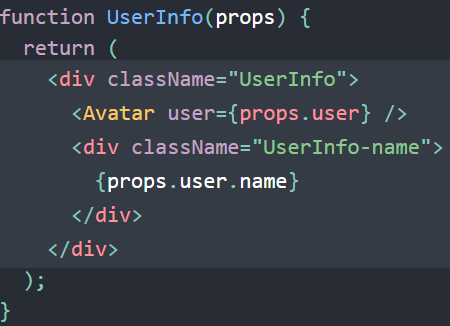 function UserInfo(props) {
  return (
    <div className="UserInfo">
      <Avatar user={props.user} />
      <div className="UserInfo-name">
        {props.user.name}
      </div>
    </div>
  );
}